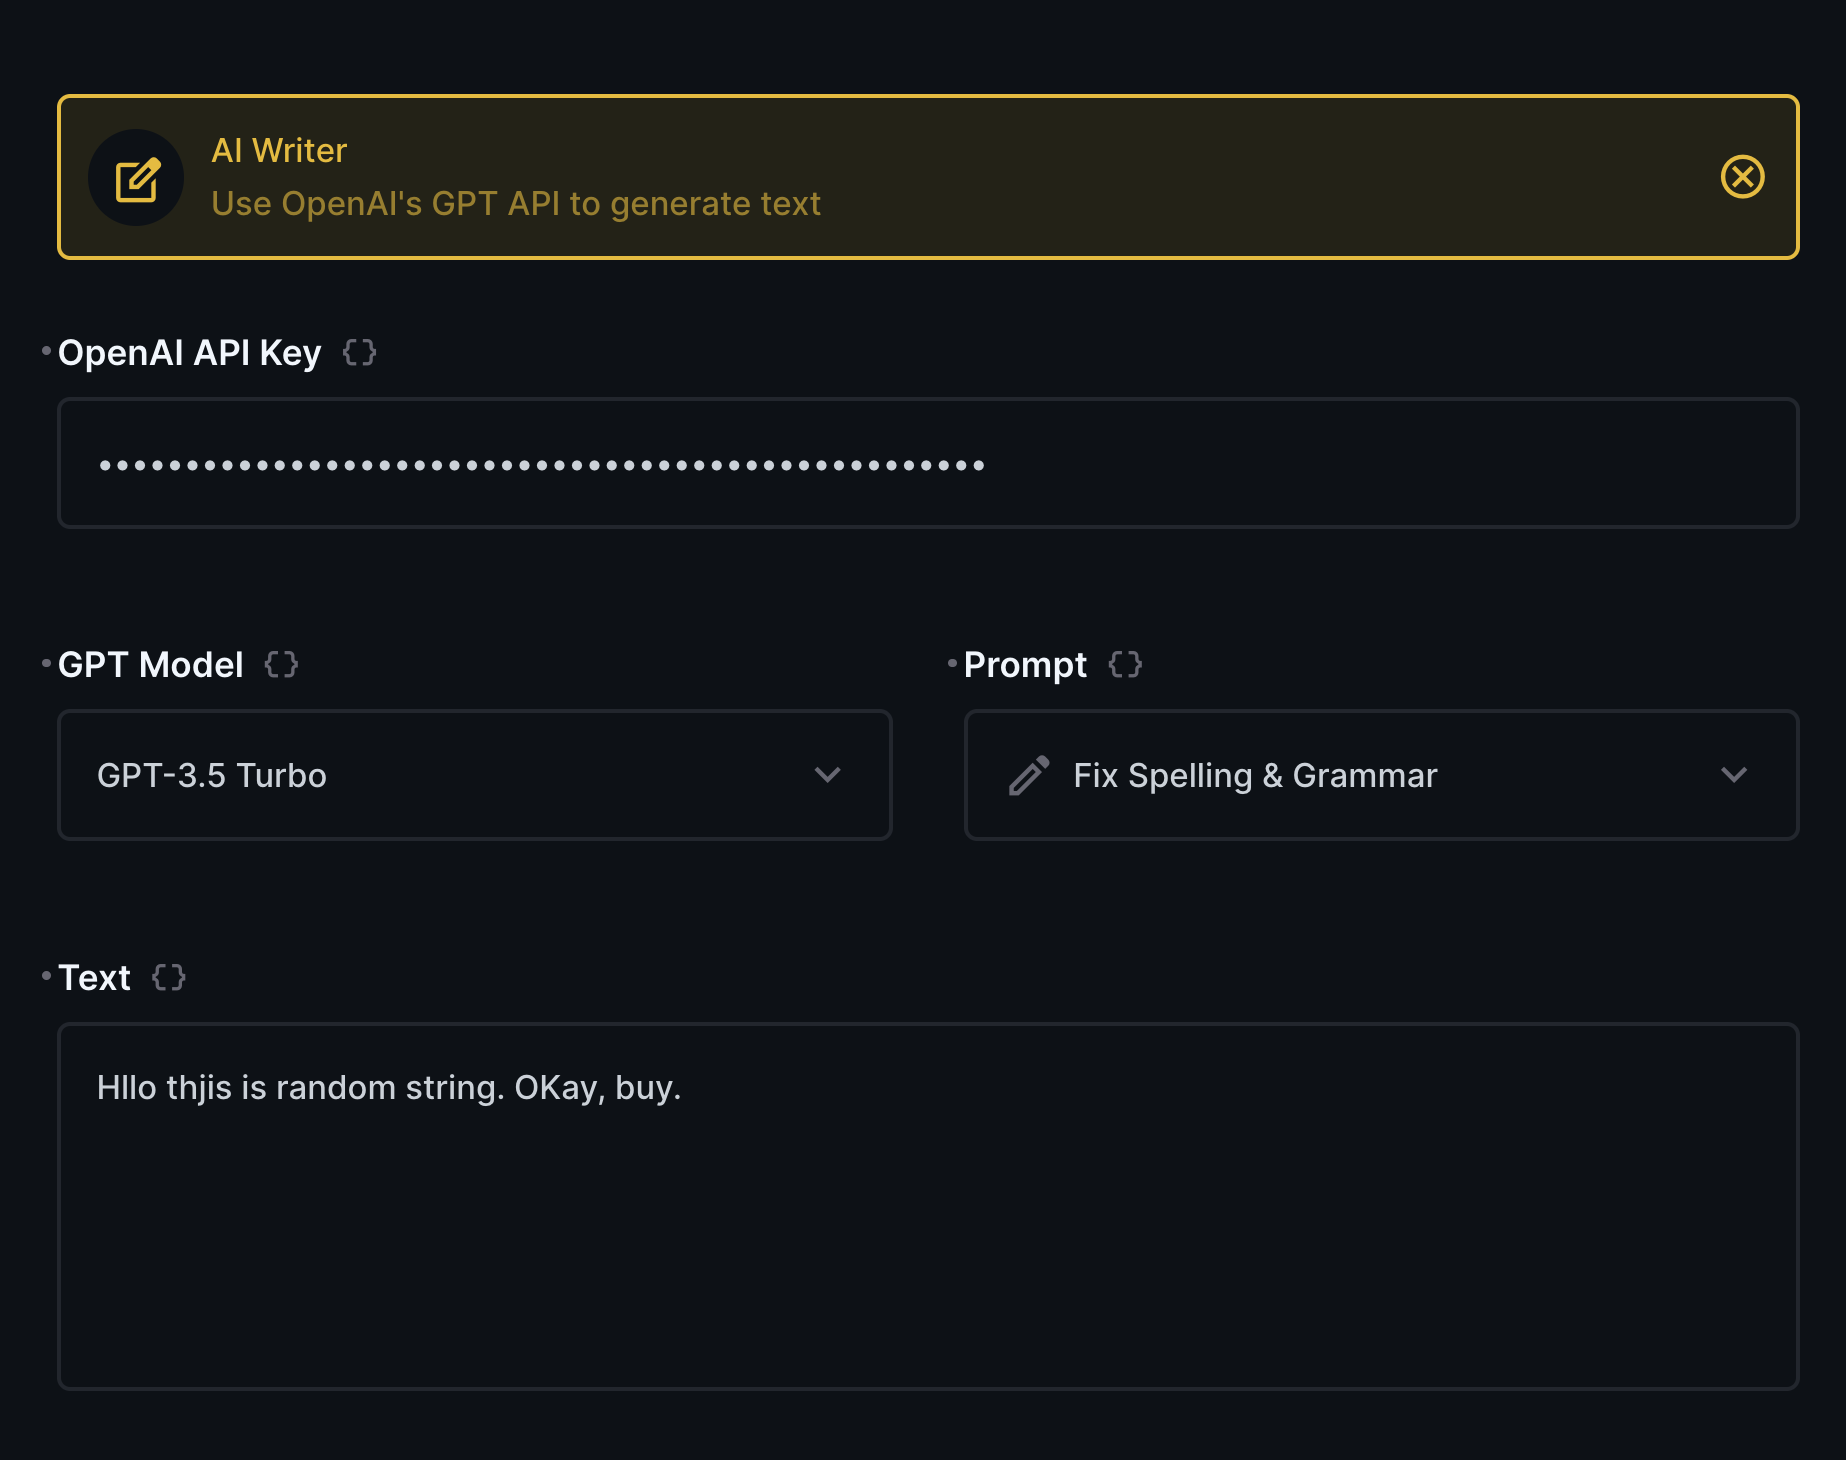 AI Writer
Use OpenAI's GPT API to generate text
OpenAI API Key {}
•••••••••••••••••••••••••••••••••••••••••••••••••••
GPT Model {}
Prompt {}
GPT-3.5 Turbo
Fix Spelling & Grammar
Text {}
Hllo thjis is random string. OKay, buy.